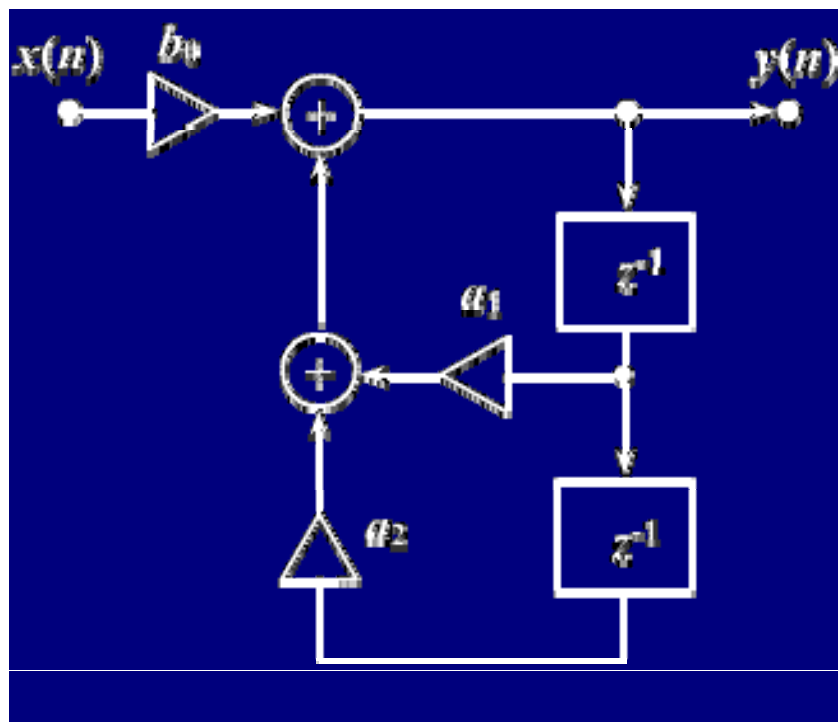 x(n) b₀ y(n)
+
z⁻¹
a₁
+
a₂
z⁻¹